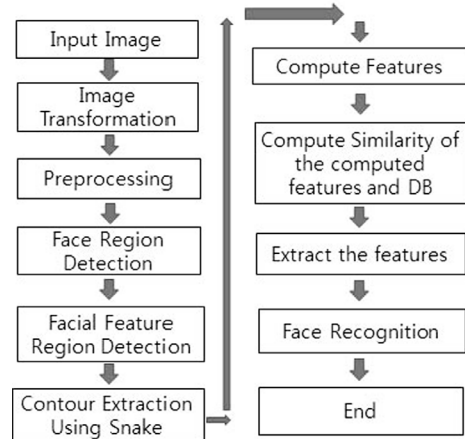 Input Image
Image
Transformation
Preprocessing
Face Region
Detection
Facial Feature
Region Detection
Contour Extraction
Using Snake
Compute Features
Compute Similarity of
the computed
features and DB
Extract the features
Face Recognition
End